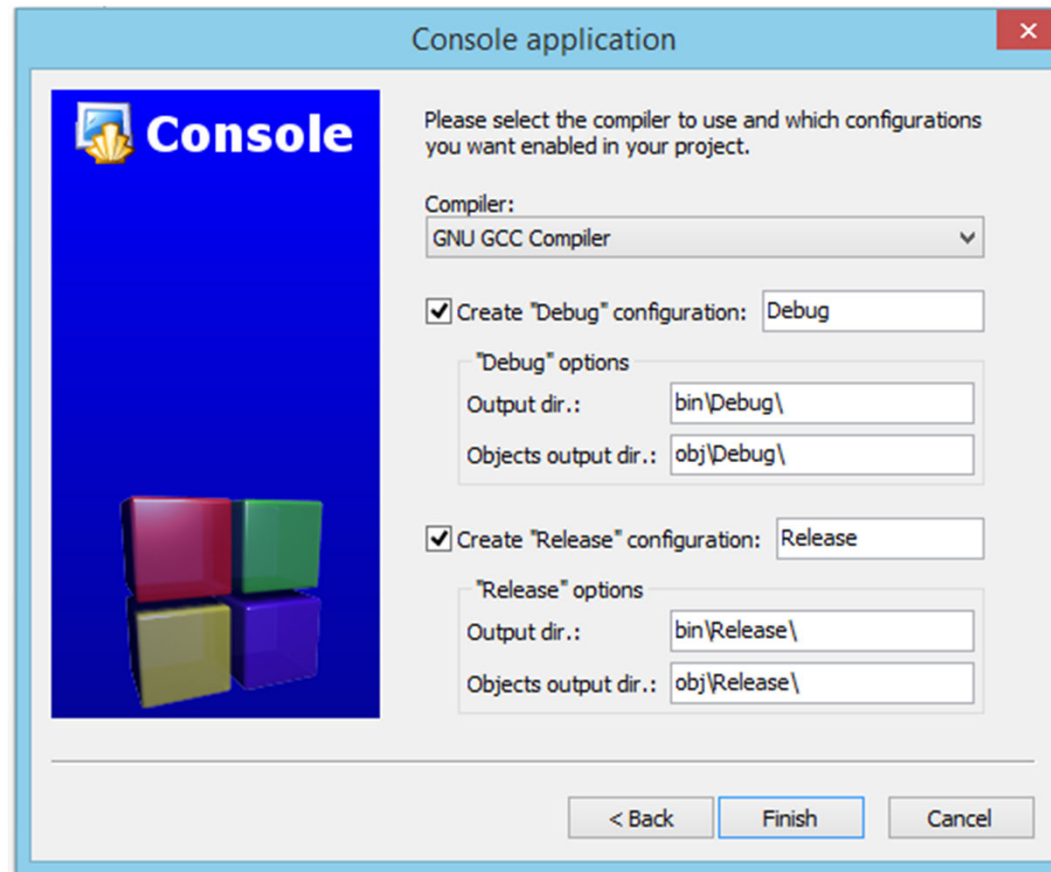 Console application
Console
Please select the compiler to use and which configurations
you want enabled in your project.
Compiler:
GNU GCC Compiler
Create "Debug" configuration: Debug
"Debug" options
Output dir.: bin\Debug\
Objects output dir.: obj\Debug\
Create "Release" configuration: Release
"Release" options
Output dir.: bin\Release\
Objects output dir.: obj\Release\
< Back Finish Cancel